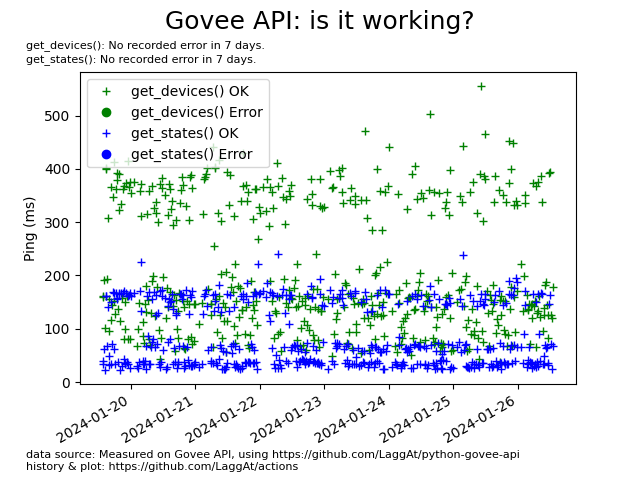 Govee API: is it working?
get_devices(): No recorded error in 7 days.
get_states(): No recorded error in 7 days.
get_devices() OK
get_devices() Error
get_states() OK
get_states() Error
Ping (ms)
500
400
300
200
100
0
2024-01-20
2024-01-21
2024-01-22
2024-01-23
2024-01-24
2024-01-25
2024-01-26
data source: Measured on Govee API, using https://github.com/LaggAt/python-govee-api
history & plot: https://github.com/LaggAt/actions